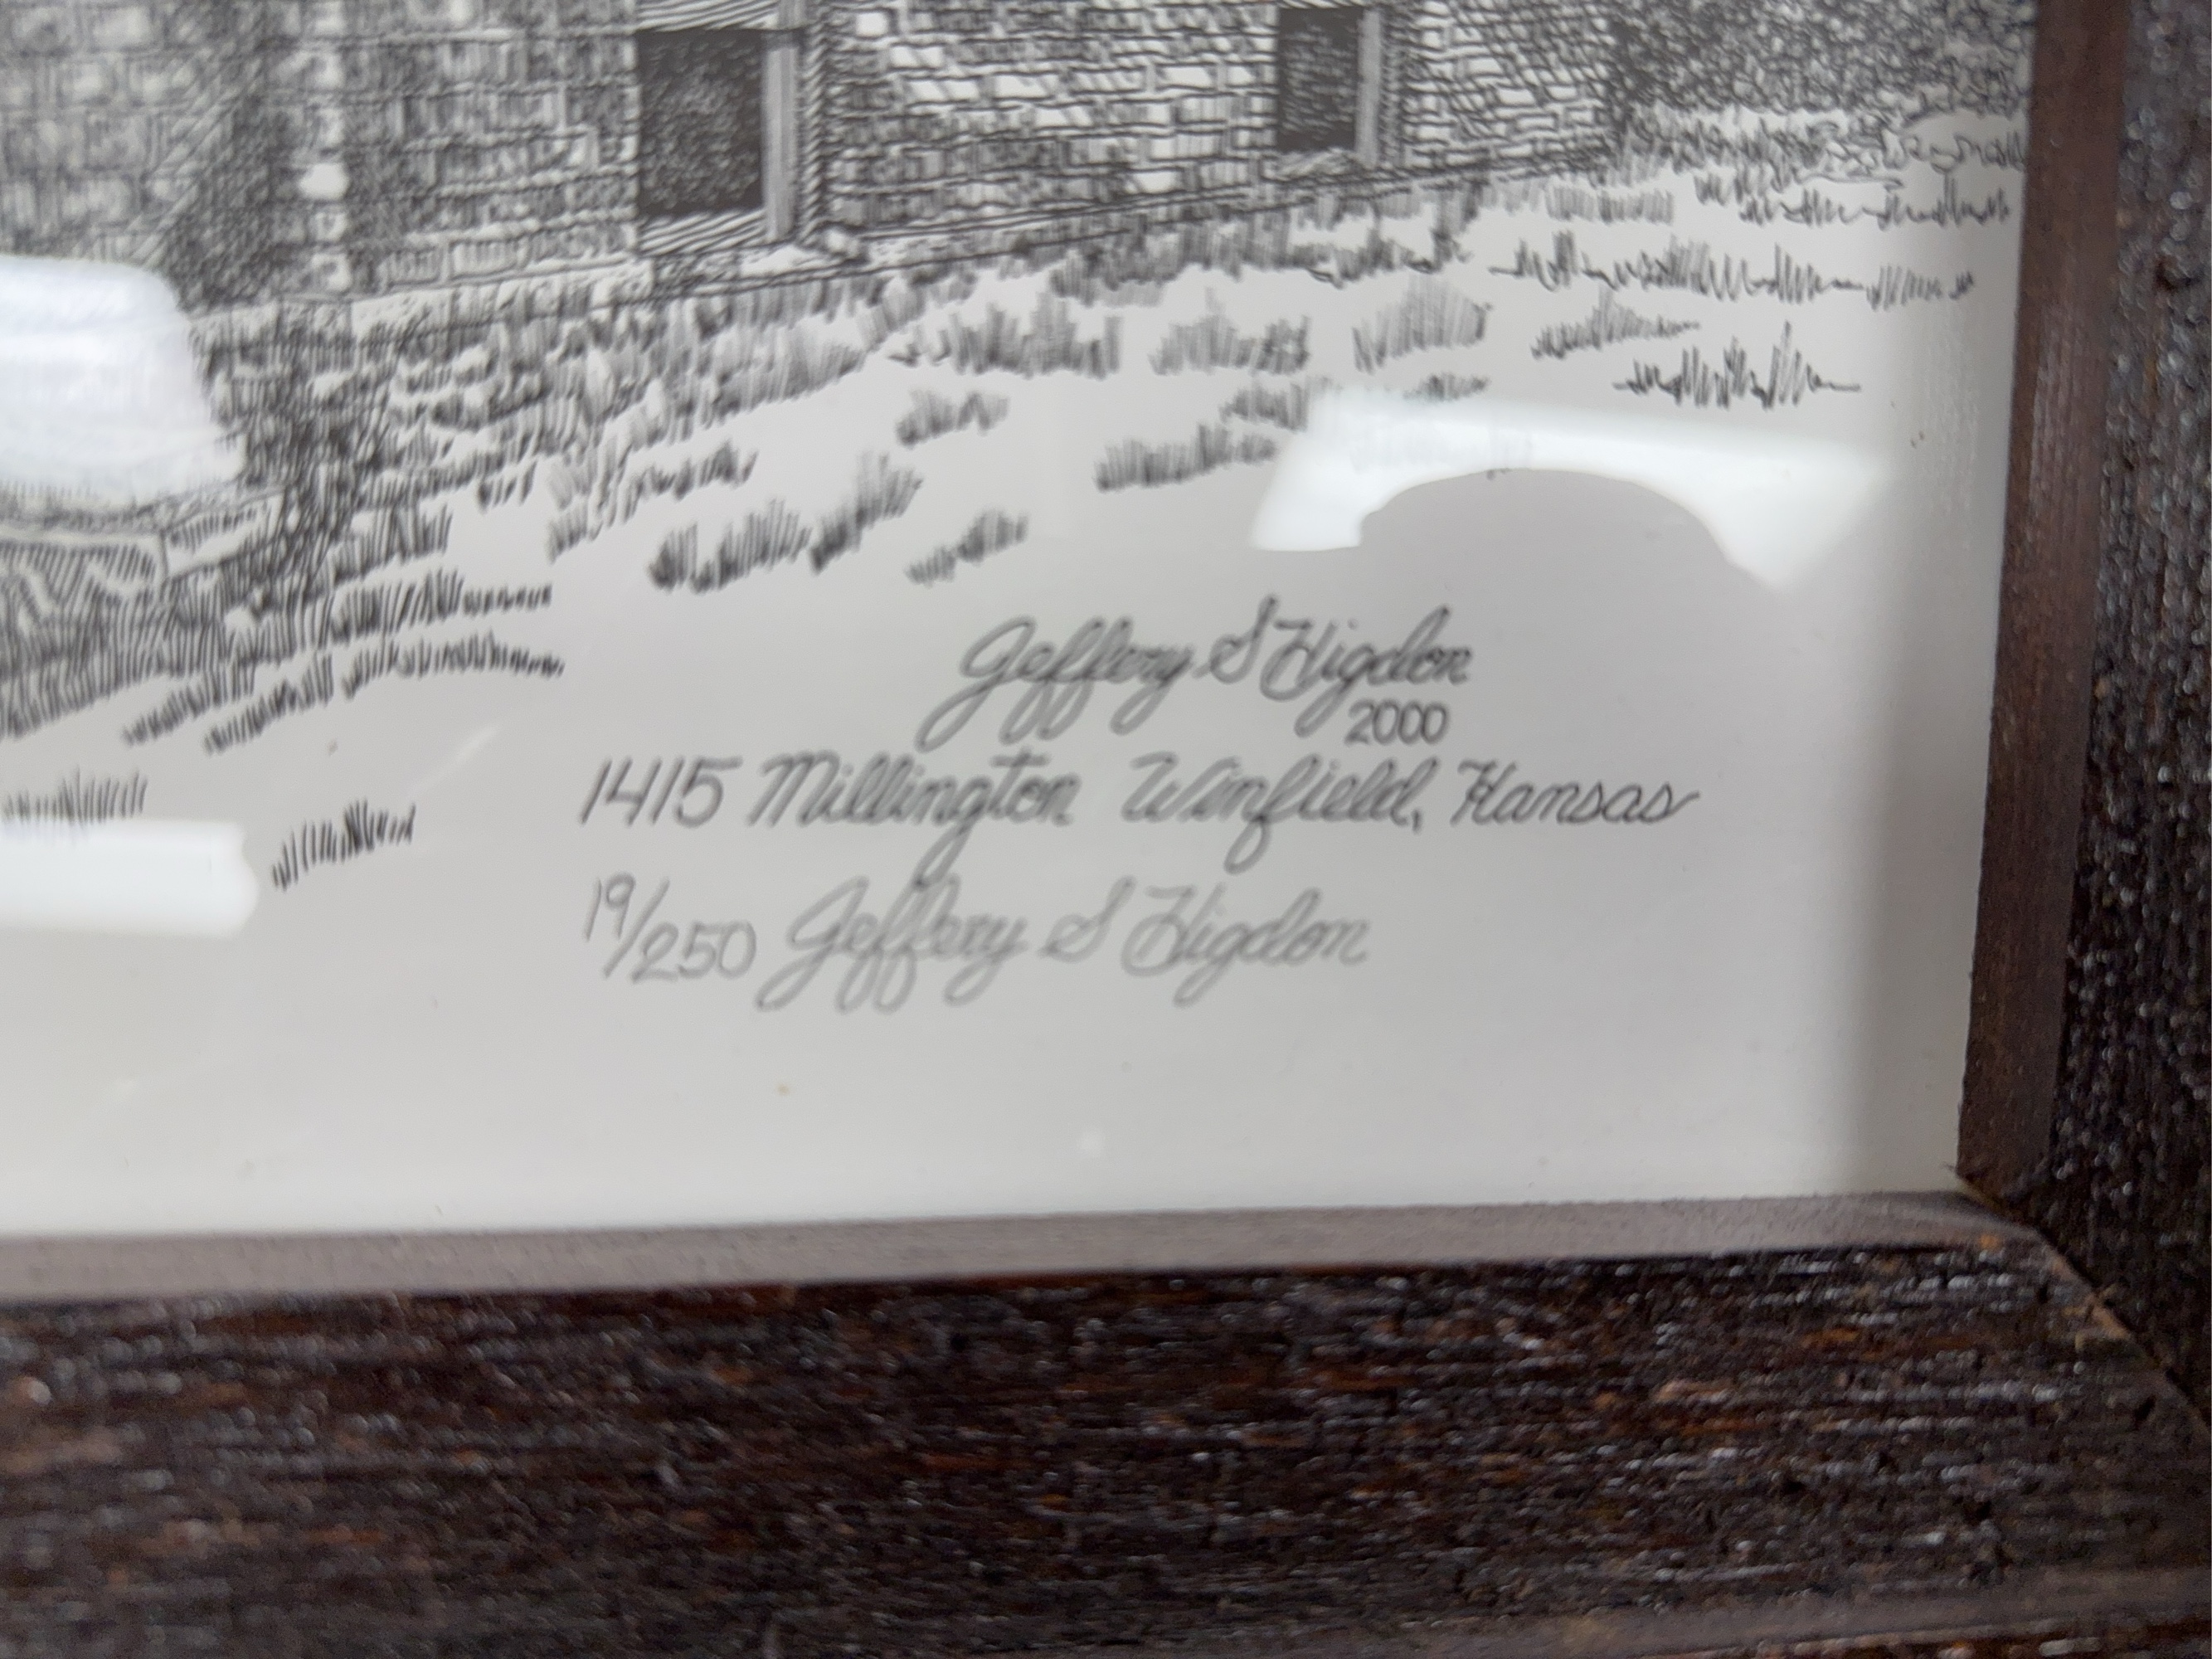 Jeffery S Higdon
2000
1415 Millington Winfield, Kansas
19/250 Jeffery S Higdon